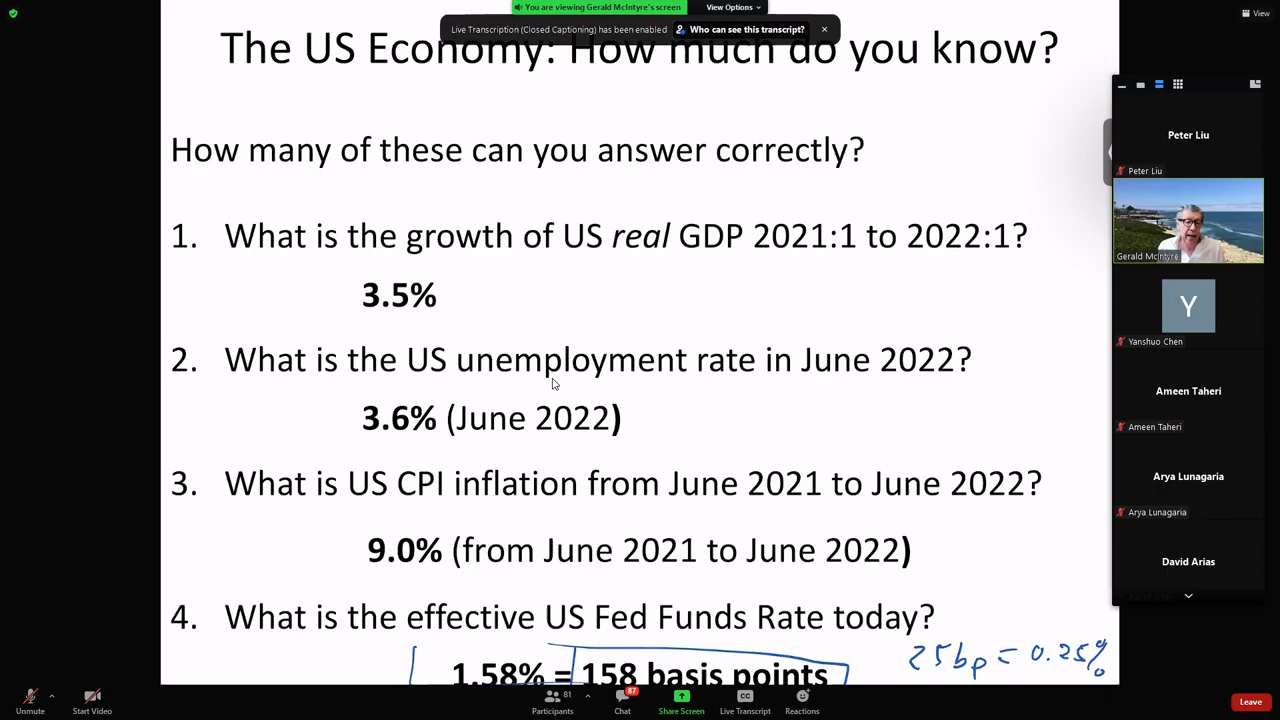 You are viewing Gerald McIntyre's screen
View Options
View
Live Transcription (Closed Captioning) has been enabled
Who can see this transcript?
The US Economy: How much do you know?
How many of these can you answer correctly?
1. What is the growth of US real GDP 2021:1 to 2022:1?
3.5%
2. What is the US unemployment rate in June 2022?
3.6% (June 2022)
3. What is US CPI inflation from June 2021 to June 2022?
9.0% (from June 2021 to June 2022)
4. What is the effective US Fed Funds Rate today?
1.58% = 158 basis points
25bp = 0.25%
Peter Liu
Peter Liu
Gerald McIntyre
Y
Yanshuo Chen
Ameen Taheri
Ameen Taheri
Arya Lunagaria
Arya Lunagaria
David Arias
David Arias
Unmute
Start Video
81
Participants
87
Chat
Share Screen
CC
Live Transcript
Reactions
Leave